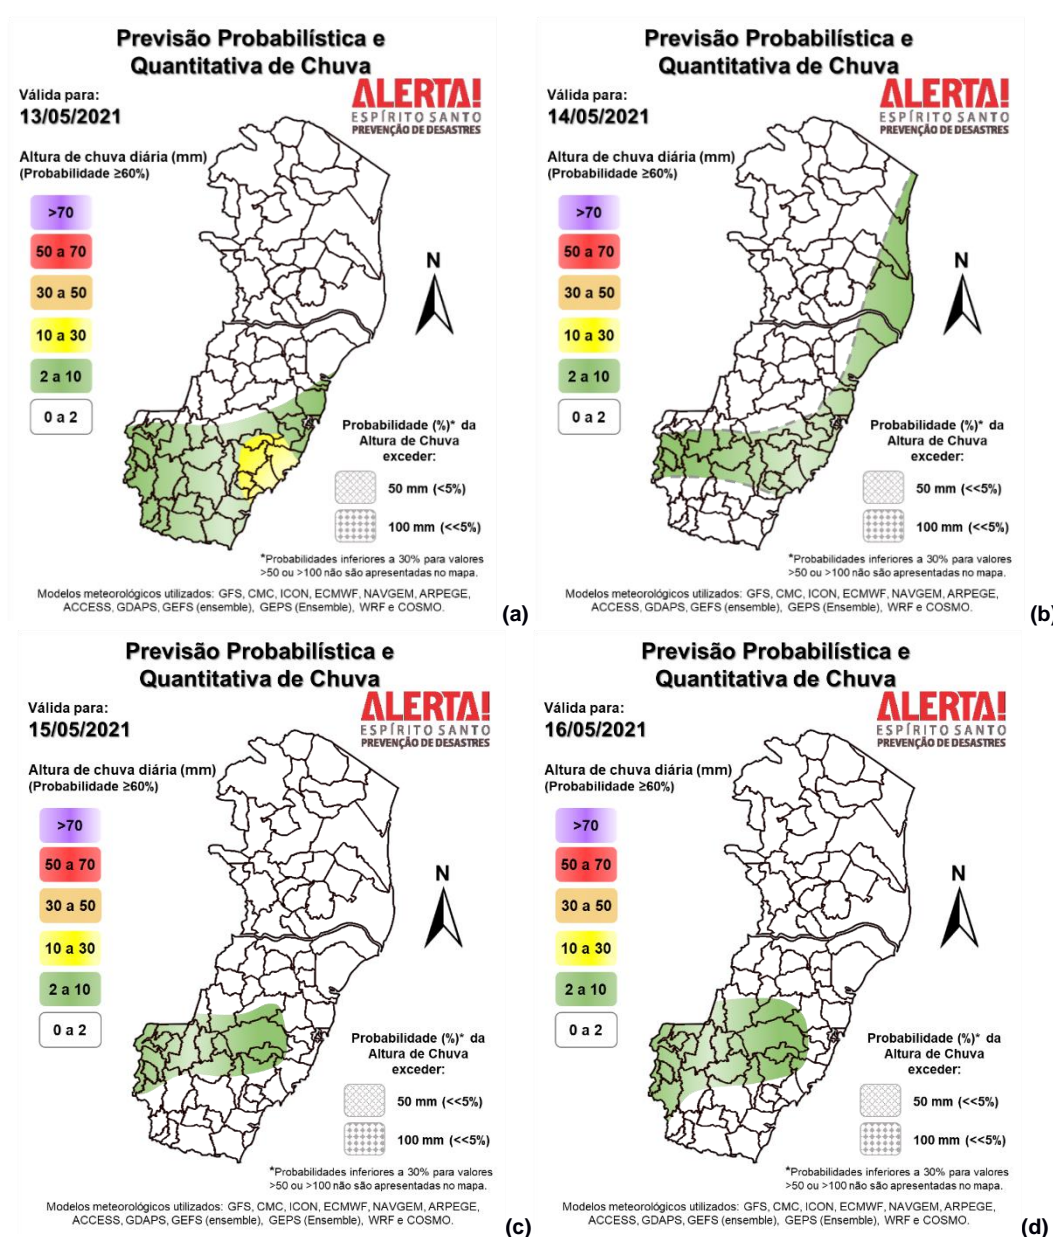 Previsão Probabilística e
Quantitativa de Chuva
Válida para:
13/05/2021
ALERTA!
ESPÍRITO SANTO
PREVENÇÃO DE DESASTRES
Altura de chuva diária (mm)
(Probabilidade ≥60%)
>70
50 a 70
30 a 50
10 a 30
2 a 10
0 a 2
N
Probabilidade (%)* da
Altura de Chuva
exceder:
50 mm (<5%)
100 mm (<<5%)
*Probabilidades inferiores a 30% para valores
>50 ou >100 não são apresentadas no mapa.
Modelos meteorológicos utilizados: GFS, CMC, ICON, ECMWF, NAVGEM, ARPEGE,
ACCESS, GDAPS, GEFS (ensemble), GEPS (Ensemble), WRF e COSMO.
(a)
Previsão Probabilística e
Quantitativa de Chuva
Válida para:
14/05/2021
ALERTA!
ESPÍRITO SANTO
PREVENÇÃO DE DESASTRES
Altura de chuva diária (mm)
(Probabilidade ≥60%)
>70
50 a 70
30 a 50
10 a 30
2 a 10
0 a 2
N
Probabilidade (%)* da
Altura de Chuva
exceder:
50 mm (<<5%)
100 mm (<<5%)
*Probabilidades inferiores a 30% para valores
>50 ou >100 não são apresentadas no mapa.
Modelos meteorológicos utilizados: GFS, CMC, ICON, ECMWF, NAVGEM, ARPEGE,
ACCESS, GDAPS, GEFS (ensemble), GEPS (Ensemble), WRF e COSMO.
(b)
Previsão Probabilística e
Quantitativa de Chuva
Válida para:
15/05/2021
ALERTA!
ESPÍRITO SANTO
PREVENÇÃO DE DESASTRES
Altura de chuva diária (mm)
(Probabilidade ≥60%)
>70
50 a 70
30 a 50
10 a 30
2 a 10
0 a 2
N
Probabilidade (%)* da
Altura de Chuva
exceder:
50 mm (<<5%)
100 mm (<<5%)
*Probabilidades inferiores a 30% para valores
>50 ou >100 não são apresentadas no mapa.
Modelos meteorológicos utilizados: GFS, CMC, ICON, ECMWF, NAVGEM, ARPEGE,
ACCESS, GDAPS, GEFS (ensemble), GEPS (Ensemble), WRF e COSMO.
(c)
Previsão Probabilística e
Quantitativa de Chuva
Válida para:
16/05/2021
ALERTA!
ESPÍRITO SANTO
PREVENÇÃO DE DESASTRES
Altura de chuva diária (mm)
(Probabilidade ≥60%)
>70
50 a 70
30 a 50
10 a 30
2 a 10
0 a 2
N
Probabilidade (%)* da
Altura de Chuva
exceder:
50 mm (<<5%)
100 mm (<<5%)
*Probabilidades inferiores a 30% para valores
>50 ou >100 não são apresentadas no mapa.
Modelos meteorológicos utilizados: GFS, CMC, ICON, ECMWF, NAVGEM, ARPEGE,
ACCESS, GDAPS, GEFS (ensemble), GEPS (Ensemble), WRF e COSMO.
(d)